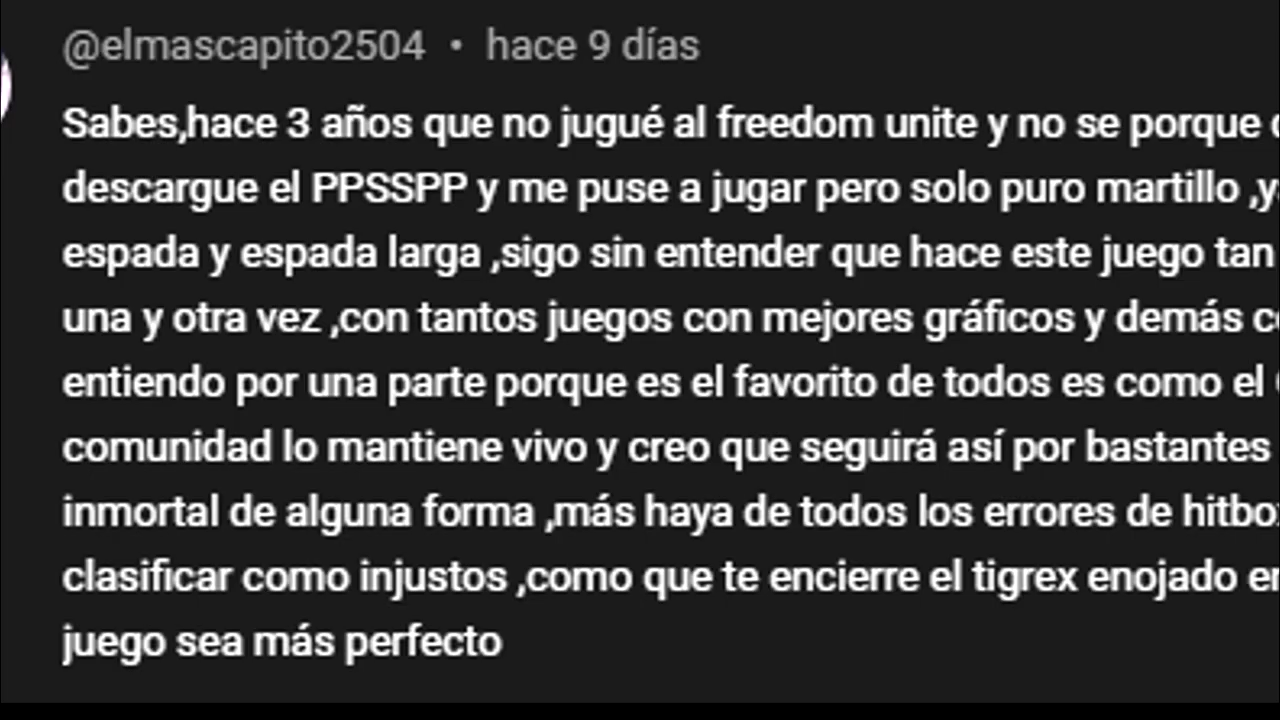 @elmascapito2504 • hace 9 días
Sabes,hace 3 años que no jugué al freedom unite y no se porque
descargue el PPSSPP y me puse a jugar pero solo puro martillo ,y
espada y espada larga ,sigo sin entender que hace este juego tan
una y otra vez ,con tantos juegos con mejores gráficos y demás
entiendo por una parte porque es el favorito de todos es como el
comunidad lo mantiene vivo y creo que seguirá así por bastantes
inmortal de alguna forma ,más haya de todos los errores de
clasificar como injustos ,como que te encierre el tigrex enojado
juego sea más perfecto